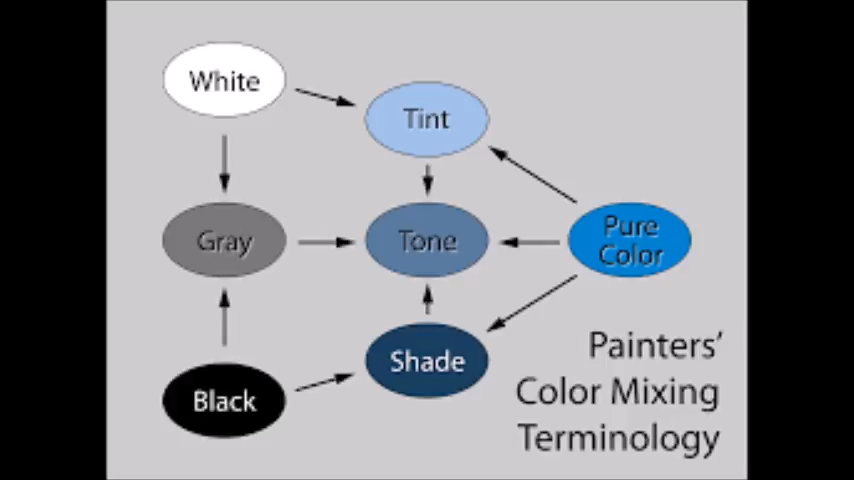 White
Tint
Gray
Tone
Pure
Color
Shade
Black
Painters’
Color Mixing
Terminology